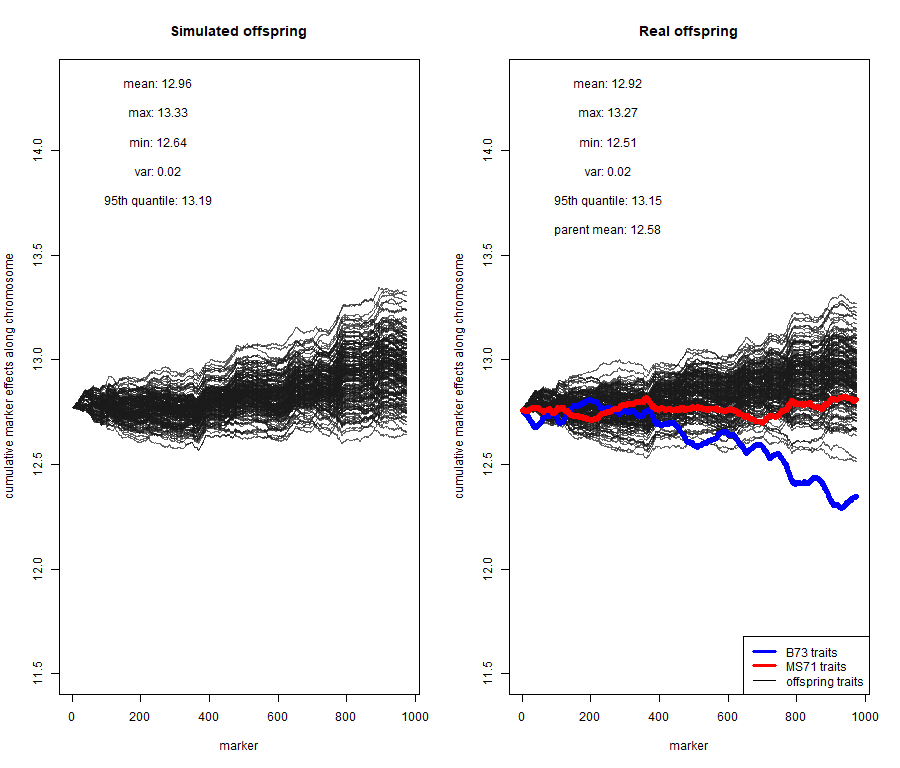 Simulated offspring
mean: 12.96
max: 13.33
min: 12.64
var: 0.02
95th quantile: 13.19
cumulative marker effects along chromosome
14.0
13.5
13.0
12.5
12.0
11.5
0 200 400 600 800 1000
marker
Real offspring
mean: 12.92
max: 13.27
min: 12.51
var: 0.02
95th quantile: 13.15
parent mean: 12.58
cumulative marker effects along chromosome
14.0
13.5
13.0
12.5
12.0
11.5
B73 traits
MS71 traits
offspring traits
0 200 400 600 800 1000
marker